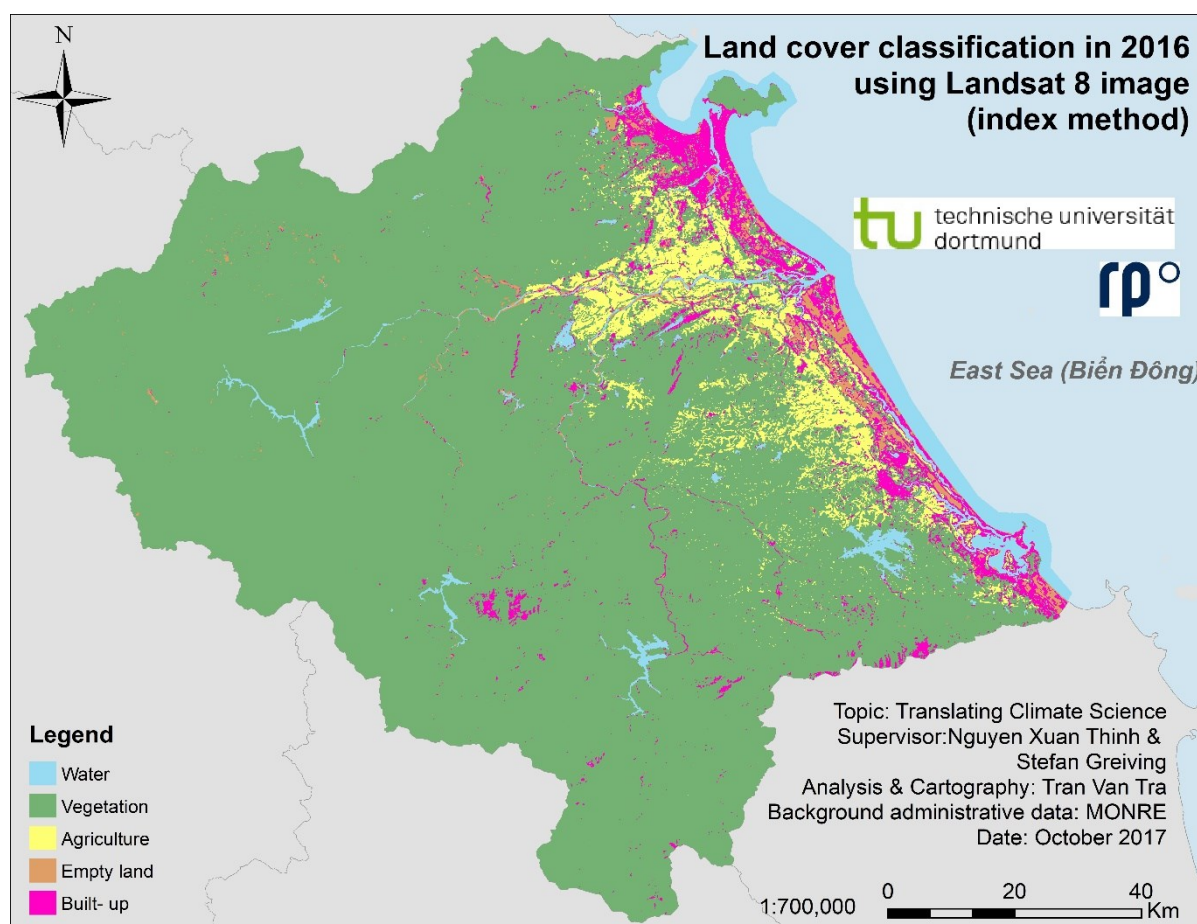 N
Land cover classification in 2016
using Landsat 8 image
(index method)
tu technische universität
dortmund
rp
East Sea (Biển Đông)
Legend
Water
Vegetation
Agriculture
Empty land
Built- up
Topic: Translating Climate Science
Supervisor:Nguyen Xuan Thinh &
Stefan Greiving
Analysis & Cartography: Tran Van Tra
Background administrative data: MONRE
Date: October 2017
1:700,000
0 20 40
Km